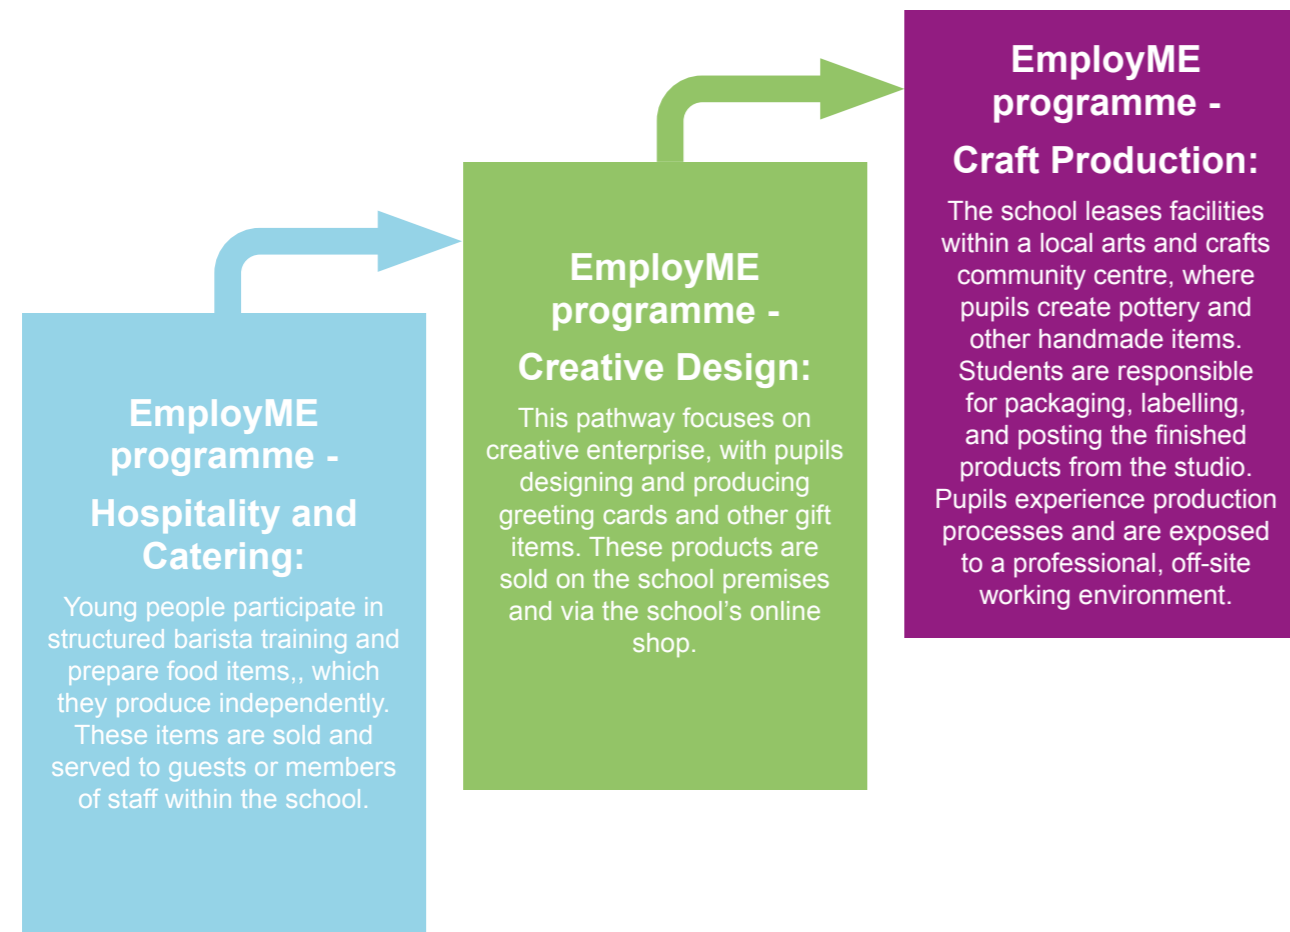 EmployME
programme -
Hospitality and
Catering:
Young people participate in
structured barista training and
prepare food items,, which
they produce independently.
These items are sold and
served to guests or members
of staff within the school.
EmployME
programme -
Creative Design:
This pathway focuses on
creative enterprise, with pupils
designing and producing
greeting cards and other gift
items. These products are
sold on the school premises
and via the school’s online
shop.
EmployME
programme -
Craft Production:
The school leases facilities
within a local arts and crafts
community centre, where
pupils create pottery and
other handmade items.
Students are responsible
for packaging, labelling,
and posting the finished
products from the studio.
Pupils experience production
processes and are exposed
to a professional, off-site
working environment.